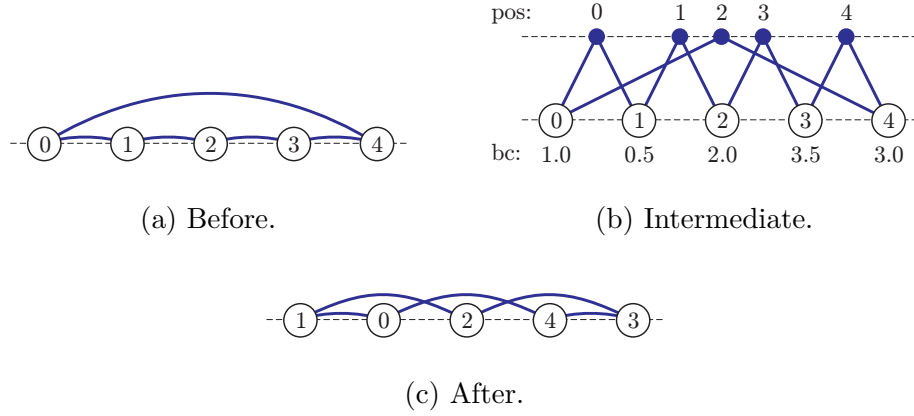 pos: 0 1 2 3 4
0 1 2 3 4
0 1 2 3 4
bc: 1.0 0.5 2.0 3.5 3.0
(a) Before.
(b) Intermediate.
1 0 2 4 3
(c) After.